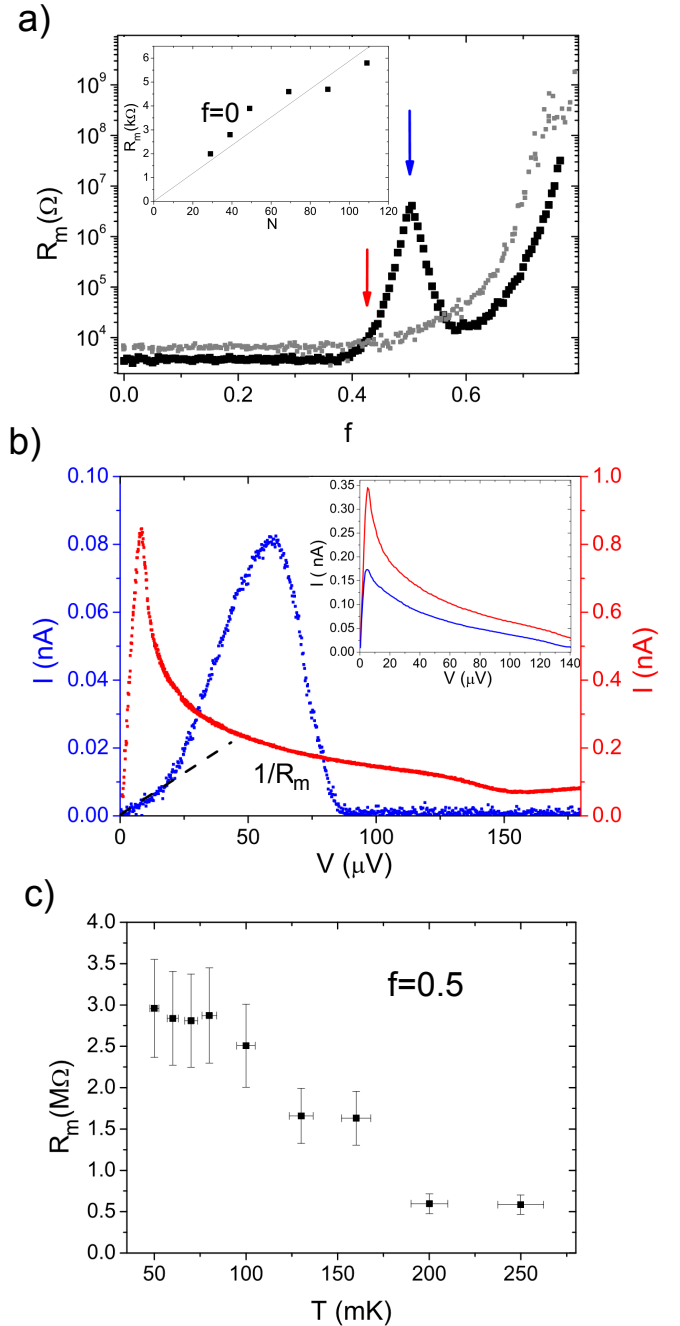 a)
R_m(Ω)
10^9
10^8
10^7
10^6
10^5
10^4
0.0 0.2 0.4 0.6
f
R_m(kΩ)
6
5
4
3
2
1
0
0 20 40 60 80 100 120
N
f=0
b)
I (nA)
0.10
0.08
0.06
0.04
0.02
0.00
0 50 100 150
V (μV)
1/R_m
1.0
0.8
0.6
0.4
0.2
0.0
I (nA)
I ( nA)
0.35
0.30
0.25
0.20
0.15
0.10
0.05
0.00
0 20 40 60 80 100 120 140
V (μV)
c)
R_m(MΩ)
4.0
3.5
3.0
2.5
2.0
1.5
1.0
0.5
0.0
50 100 150 200 250
T (mK)
f=0.5